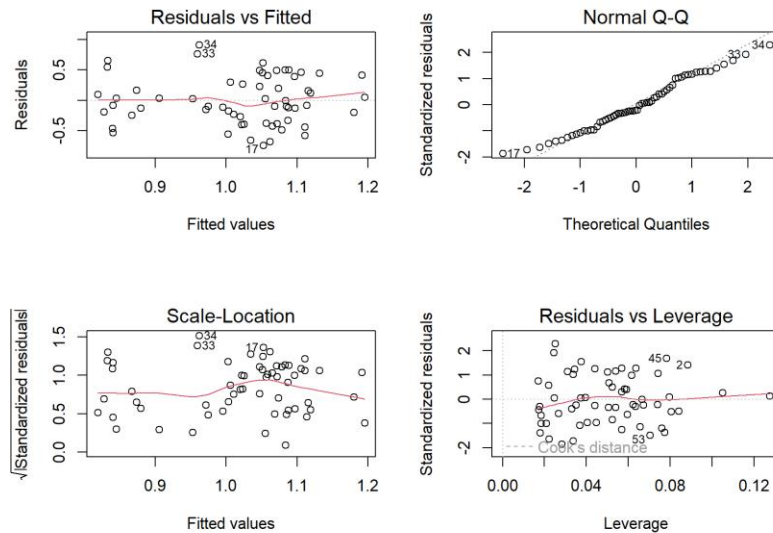 Residuals vs Fitted
Residuals
0.5
-0.5
34
33
17
0.9 1.0 1.1 1.2
Fitted values
Normal Q-Q
Standardized residuals
2
1
0
-2
33
34
17
-2 -1 0 1 2
Theoretical Quantiles
Scale-Location
√|Standardized residuals|
1.5
1.0
0.5
0.0
34
33
17
0.9 1.0 1.1 1.2
Fitted values
Residuals vs Leverage
Standardized residuals
2
1
0
-2
45
2
53
Cook's distance
0.00 0.04 0.08 0.12
Leverage